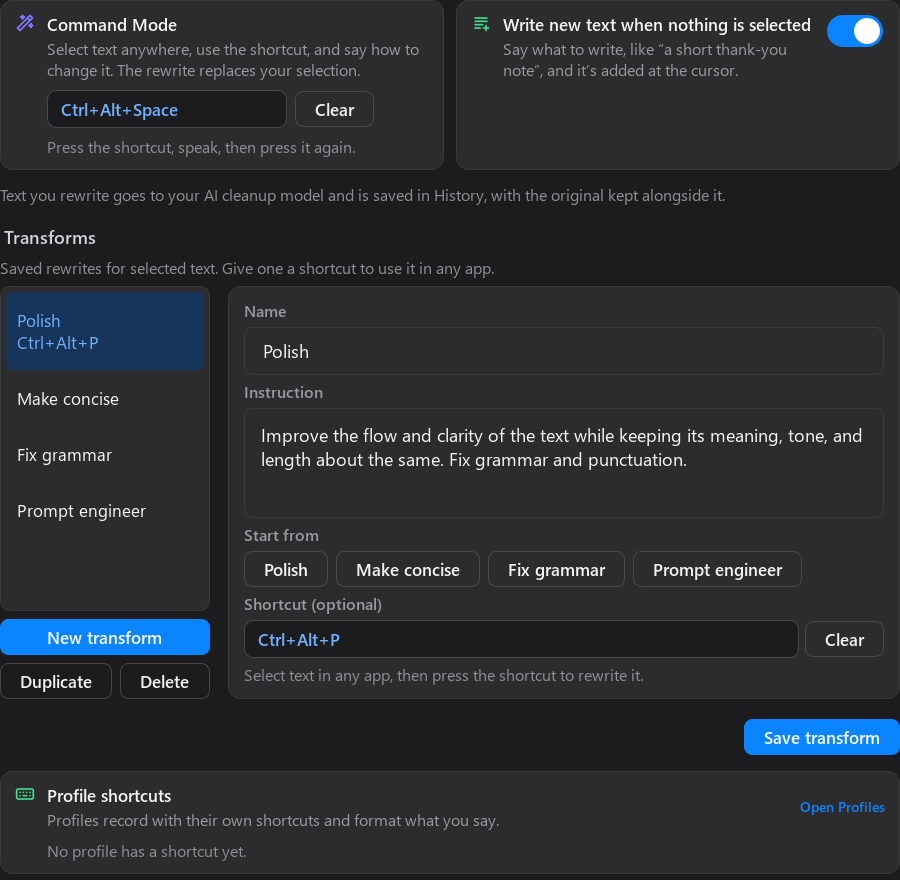 Command Mode
Select text anywhere, use the shortcut, and say how to
change it. The rewrite replaces your selection.
Ctrl+Alt+Space
Clear
Press the shortcut, speak, then press it again.
Write new text when nothing is selected
Say what to write, like “a short thank-you
note”, and it’s added at the cursor.
Text you rewrite goes to your AI cleanup model and is saved in History, with the original kept alongside it.
Transforms
Saved rewrites for selected text. Give one a shortcut to use it in any app.
Polish
Ctrl+Alt+P
Make concise
Fix grammar
Prompt engineer
New transform
Duplicate
Delete
Name
Polish
Instruction
Improve the flow and clarity of the text while keeping its meaning, tone, and
length about the same. Fix grammar and punctuation.
Start from
Polish
Make concise
Fix grammar
Prompt engineer
Shortcut (optional)
Ctrl+Alt+P
Clear
Select text in any app, then press the shortcut to rewrite it.
Save transform
Profile shortcuts
Profiles record with their own shortcuts and format what you say.
No profile has a shortcut yet.
Open Profiles